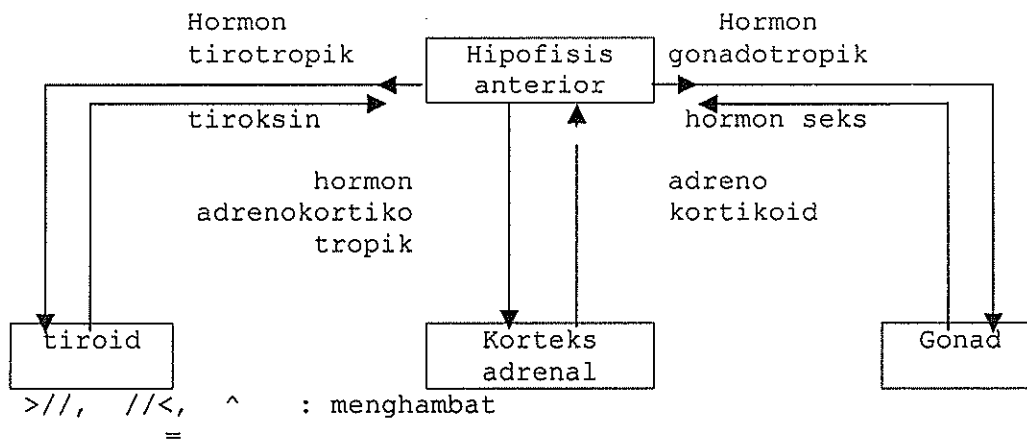 Hormon
tirotropik
Hipofisis
anterior
Hormon
gonadotropik
tiroksin
hormon seks
hormon
adrenokortiko
tropik
adreno
kortikoid
tiroid
Korteks
adrenal
Gonad
>//, //<, ^ : menghambat
=